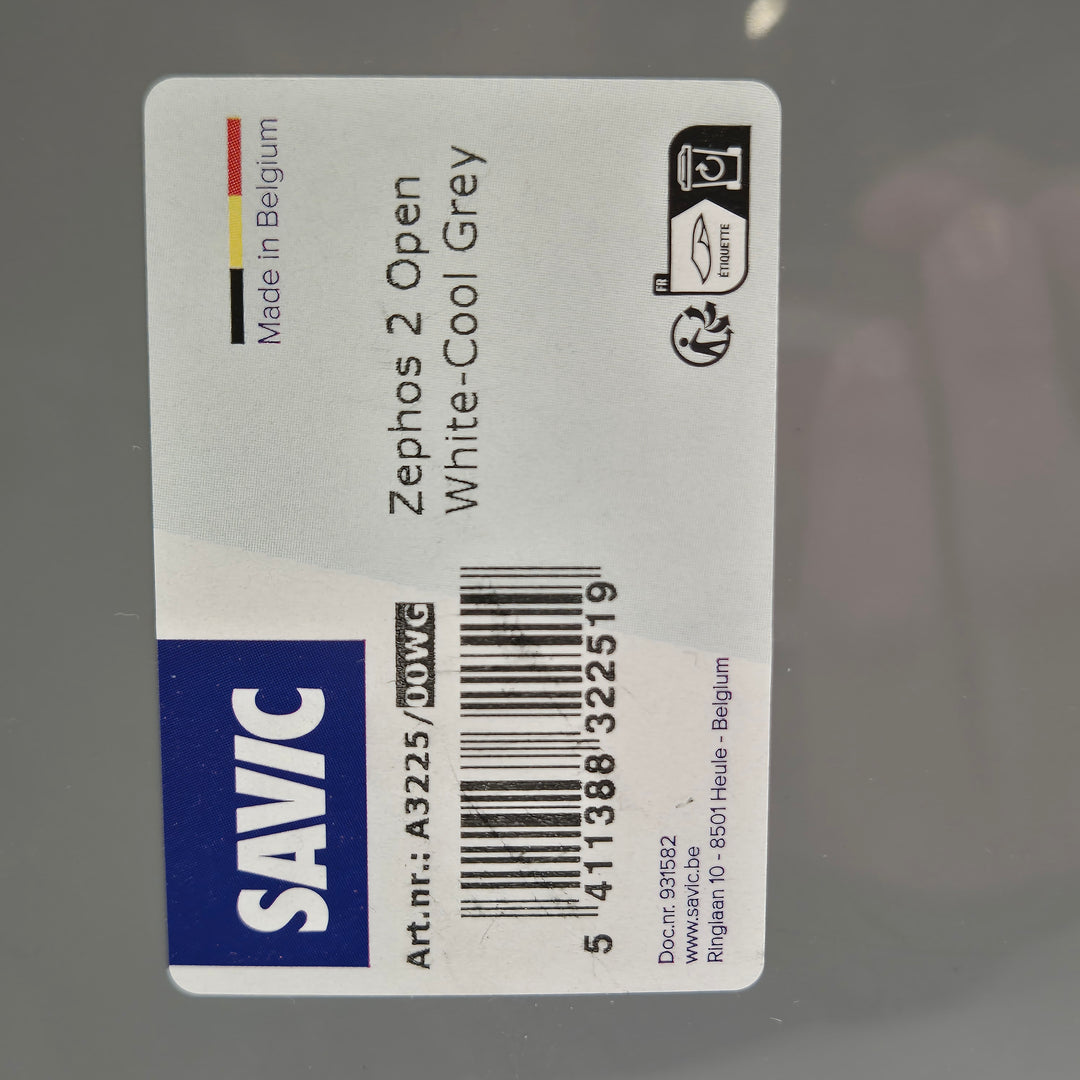 SAVIC
Made in Belgium
Art.nr.: A3225/00WG
Zephos 2 Open
White-Cool Grey
5 411388 322519
Doc.nr. 931582
www.savic.be
Ringlaan 10 - 8501 Heule - Belgium
FR
ÉTIQUETTE